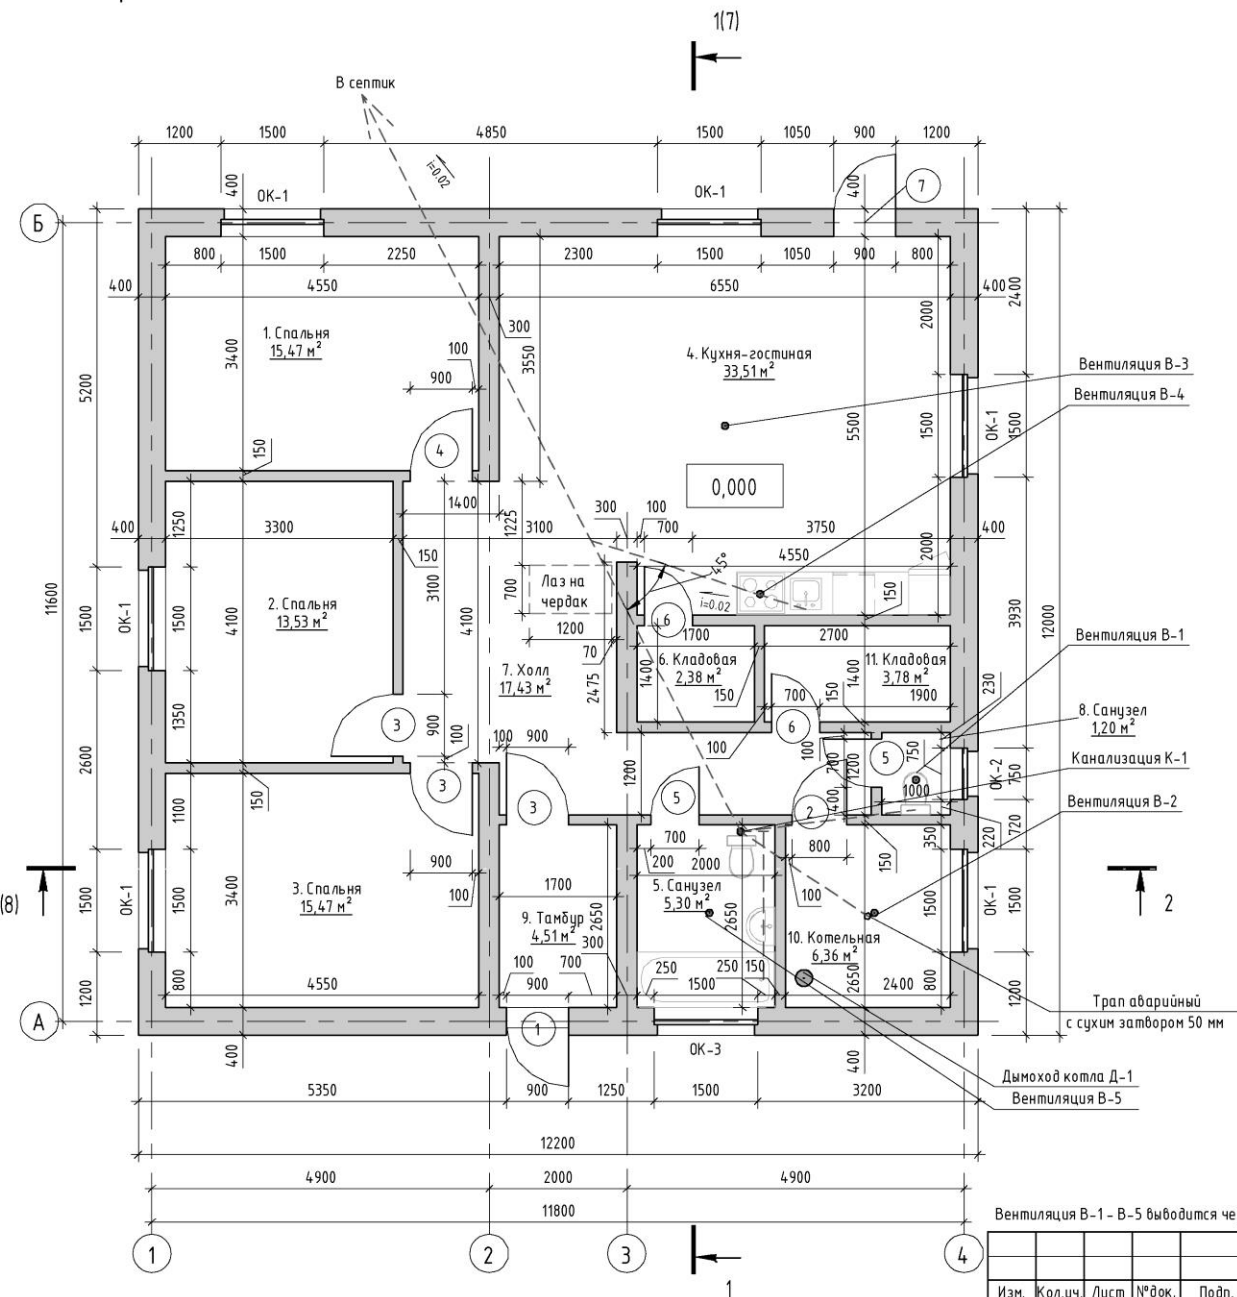 1(7)
В септик
1200
1500
4850
1500
1050
900
1200
i=0.02
400
ОК-1
ОК-1
400
7
Б
800
1500
2250
2300
1500
1050
900
800
400
4550
6550
400
2400
2000
300
3550
1. Спальня
15,47 м²
3400
100
900
4. Кухня-гостиная
33,51 м²
Вентиляция В-3
Вентиляция В-4
5200
150
4
5500
1500
ОК-1
1500
0,000
1400
1225
3100
300
100
700
3750
400
3300
400
1250
150
4550
2000
45°
11600
ОК-1
1500
1500
2. Спальня
13,53 м²
4100
3100
4100
700
Лаз на
чердак
1200
70
i=0.02
150
3930
12000
6
1700
2700
Вентиляция В-1
7. Холл
17,43 м²
2475
1400
6. Кладовая
2,38 м²
150
11. Кладовая
3,78 м²
1400
1900
700
150
230
8. Санузел
1,20 м²
1350
900
3
100
100
900
100
6
100
700
1200
5
750
1000
ОК-2
750
Канализация К-1
2600
150
3
3
1200
5
2
400
Вентиляция В-2
1100
350
220
720
700
200
2000
800
150
100
(8)
ОК-1
1500
1500
3400
3. Спальня
15,47 м²
900
100
1700
9. Тамбур
4,51 м²
2650
300
5. Санузел
5,30 м²
2650
10. Котельная
6,36 м²
2650
1500
ОК-1
1500
2
1200
800
4550
100
900
700
250
1500
250
150
2400
800
1200
Трап аварийный
с сухим затвором 50 мм
А
1
400
ОК-3
400
Дымоход котла Д-1
Вентиляция В-5
5350
900
1250
1500
3200
12200
4900
2000
4900
11800
Вентиляция В-1 - В-5 выводится че
1
2
3
4
1
Изм.
Кол.уч.
Лист
№док.
Подп.